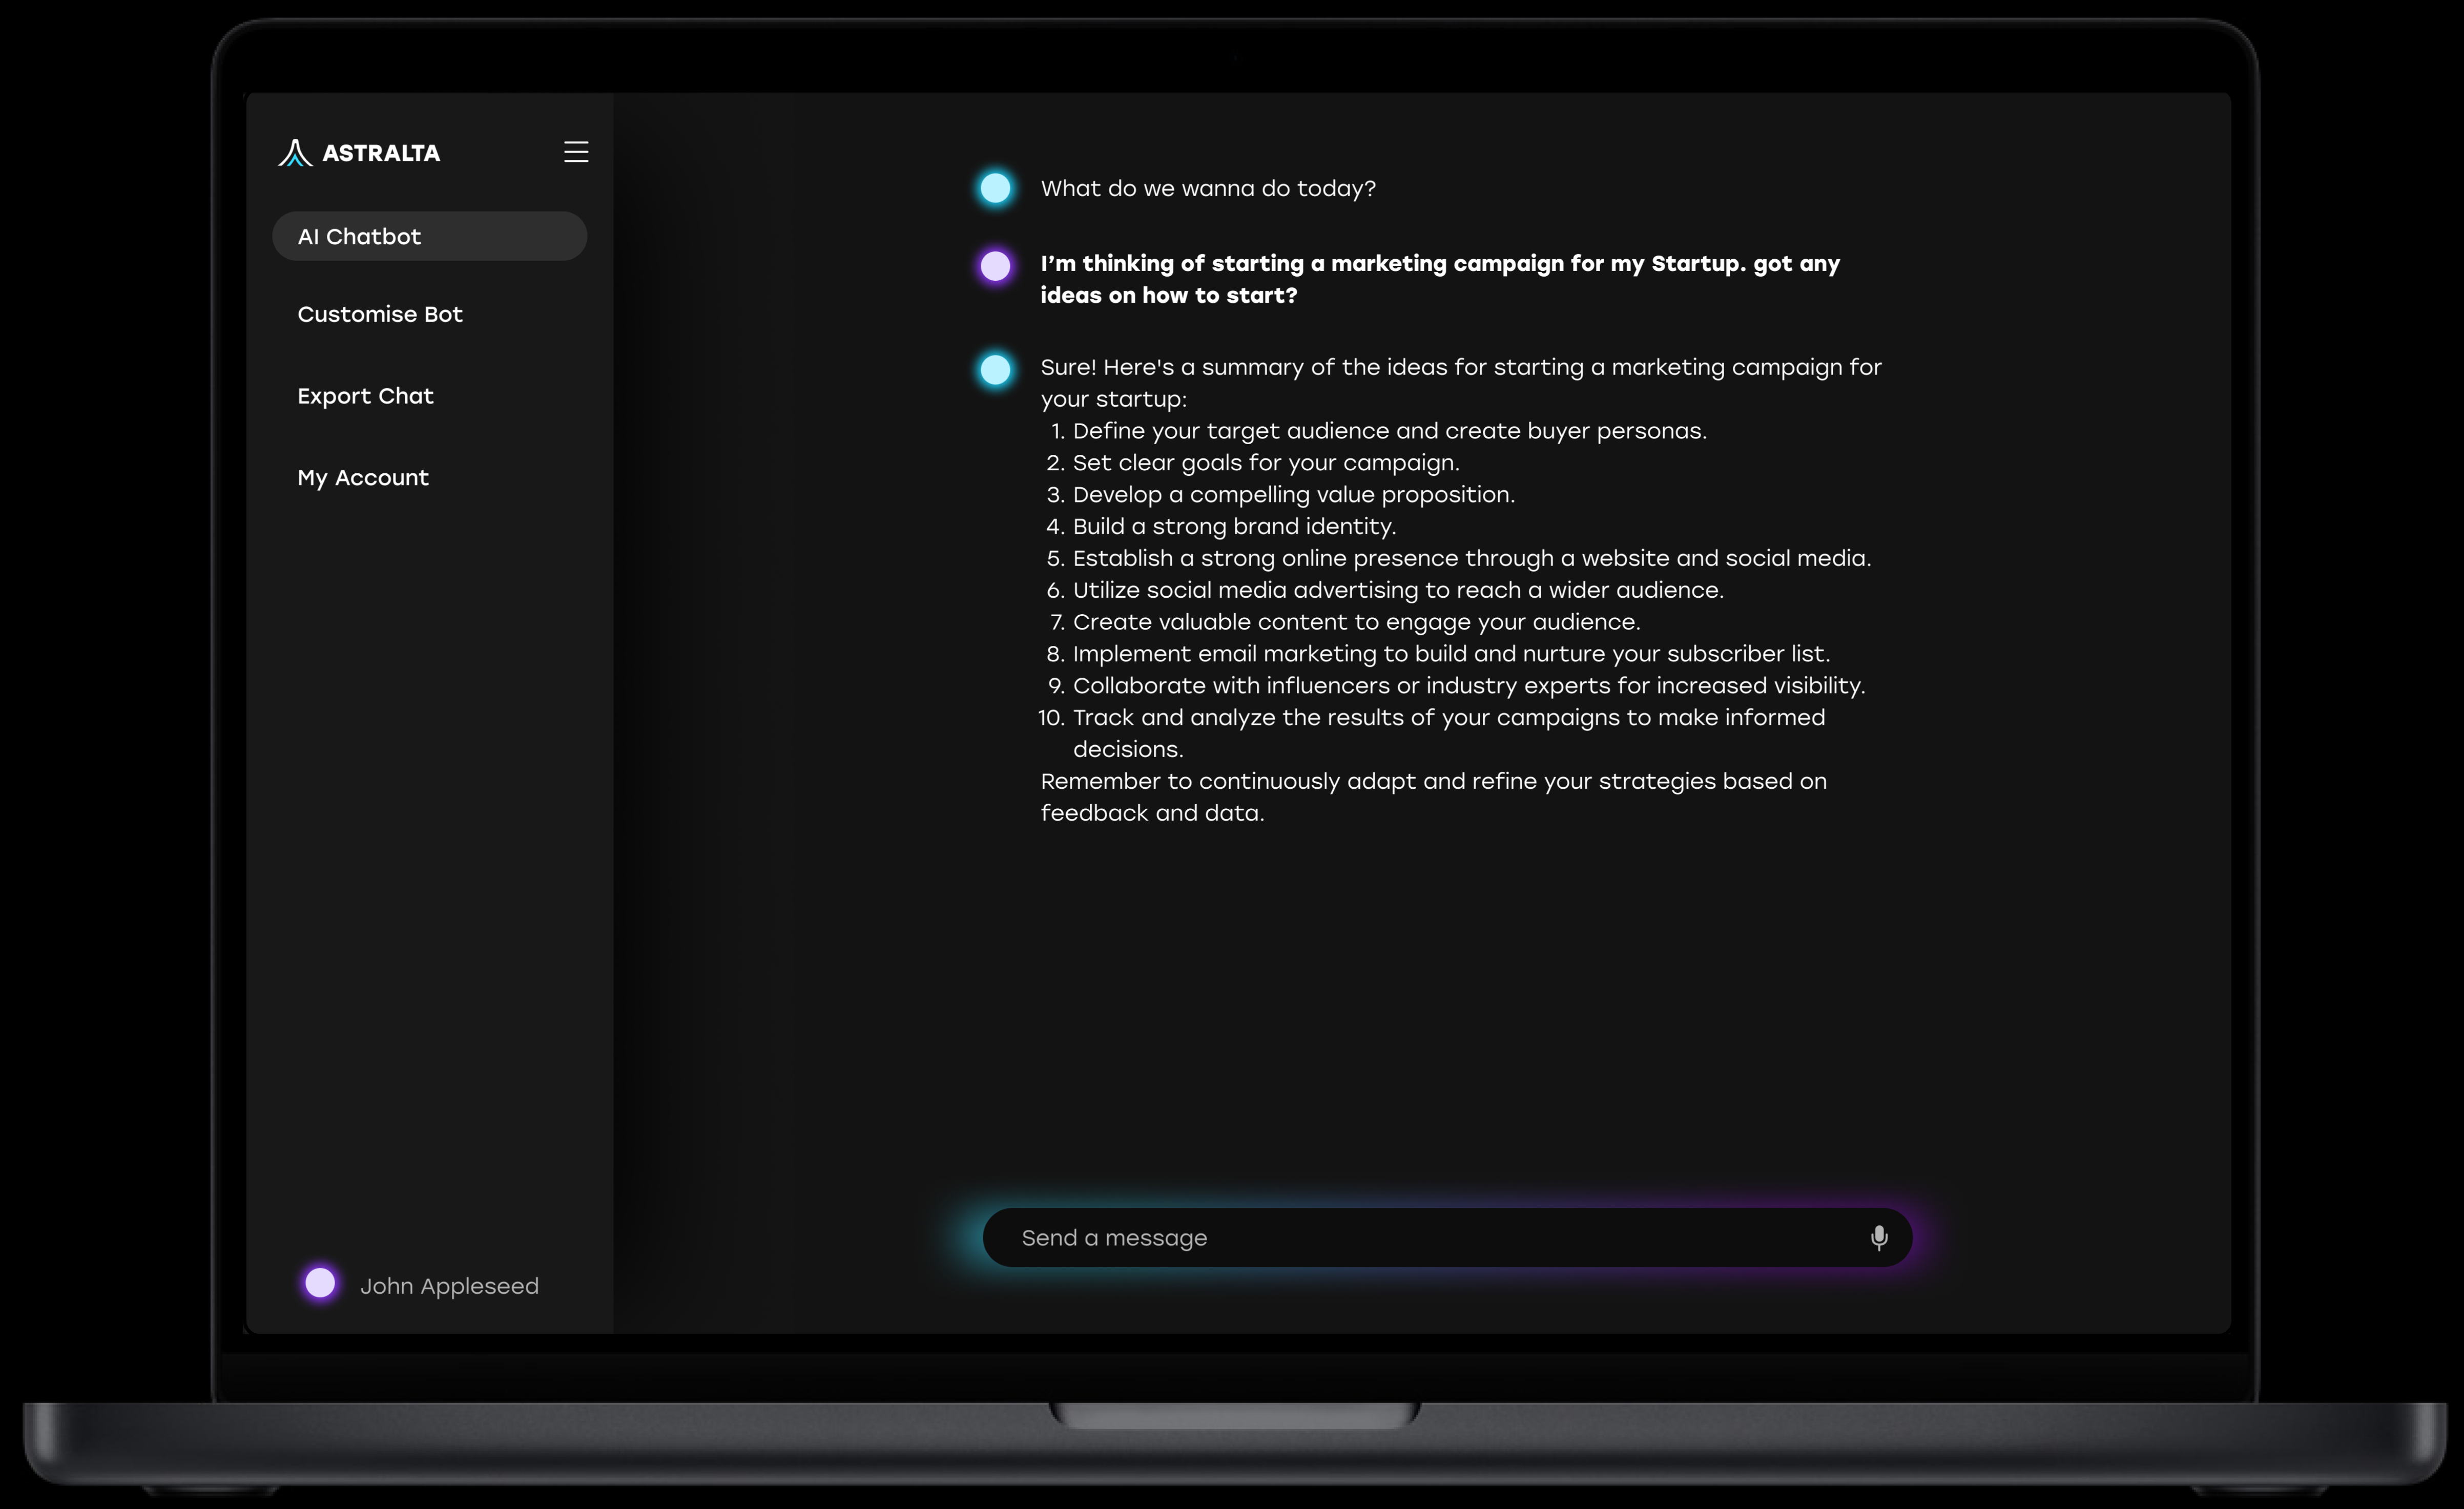 ASTRALTA
AI Chatbot
Customise Bot
Export Chat
My Account
John Appleseed
What do we wanna do today?
I’m thinking of starting a marketing campaign for my Startup. got any
ideas on how to start?
Sure! Here's a summary of the ideas for starting a marketing campaign for
your startup:
1. Define your target audience and create buyer personas.
2. Set clear goals for your campaign.
3. Develop a compelling value proposition.
4. Build a strong brand identity.
5. Establish a strong online presence through a website and social media.
6. Utilize social media advertising to reach a wider audience.
7. Create valuable content to engage your audience.
8. Implement email marketing to build and nurture your subscriber list.
9. Collaborate with influencers or industry experts for increased visibility.
10. Track and analyze the results of your campaigns to make informed
decisions.
Remember to continuously adapt and refine your strategies based on
feedback and data.
Send a message